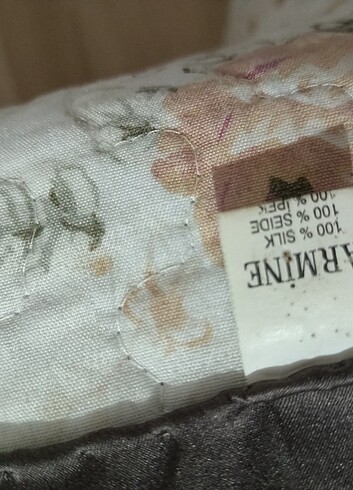 ARMİNE
100 % SILK
100 % SEIDE
100 % İPEK